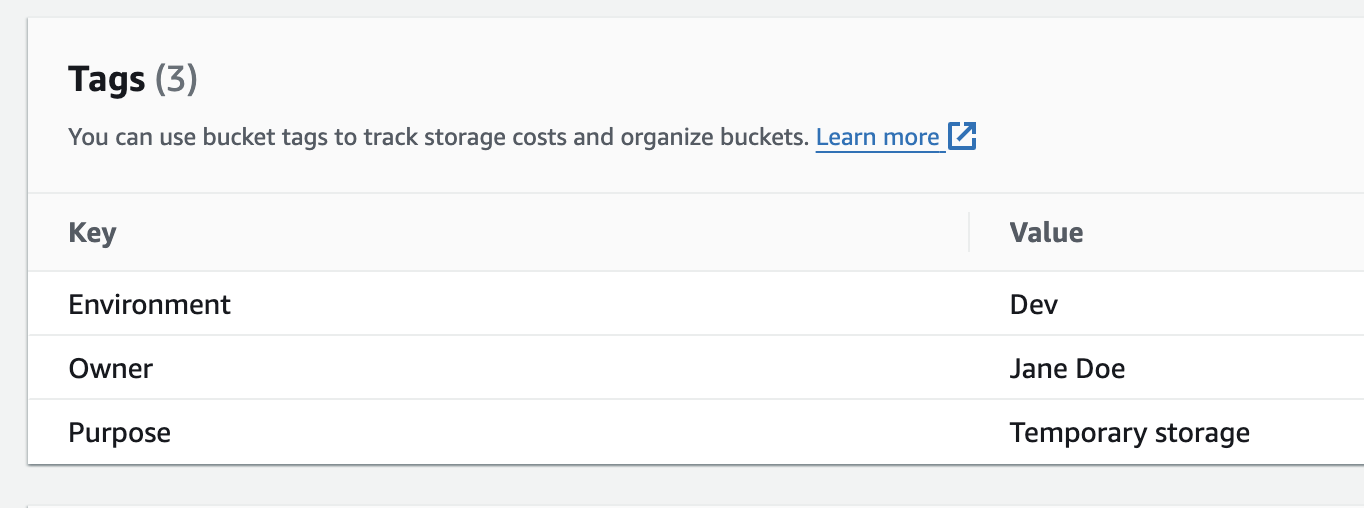 Tags (3)
You can use bucket tags to track storage costs and organize buckets. Learn more
Key Value
Environment Dev
Owner Jane Doe
Purpose Temporary storage